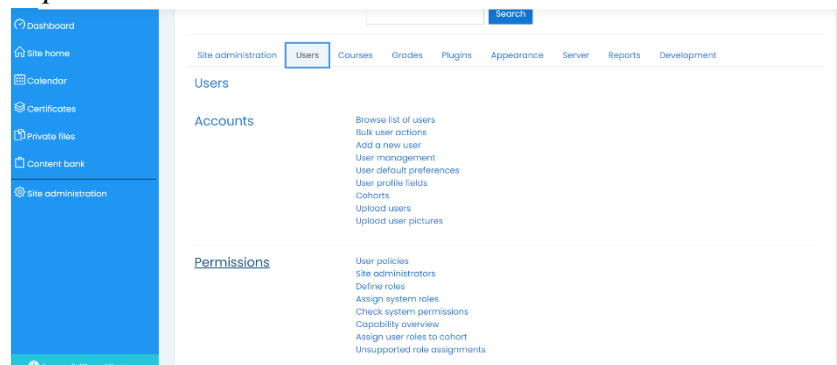 Search
Dashboard
Site home
Calendar
Certificates
Private files
Content bank
Site administration
Site administration Users Courses Grades Plugins Appearance Server Reports Development
Users
Accounts
Browse list of users
Bulk user actions
Add a new user
User management
User default preferences
User profile fields
Cohorts
Upload users
Upload user pictures
Permissions
User policies
Site administrators
Define roles
Assign system roles
Check system permissions
Capability overview
Assign user roles to cohort
Unsupported role assignments